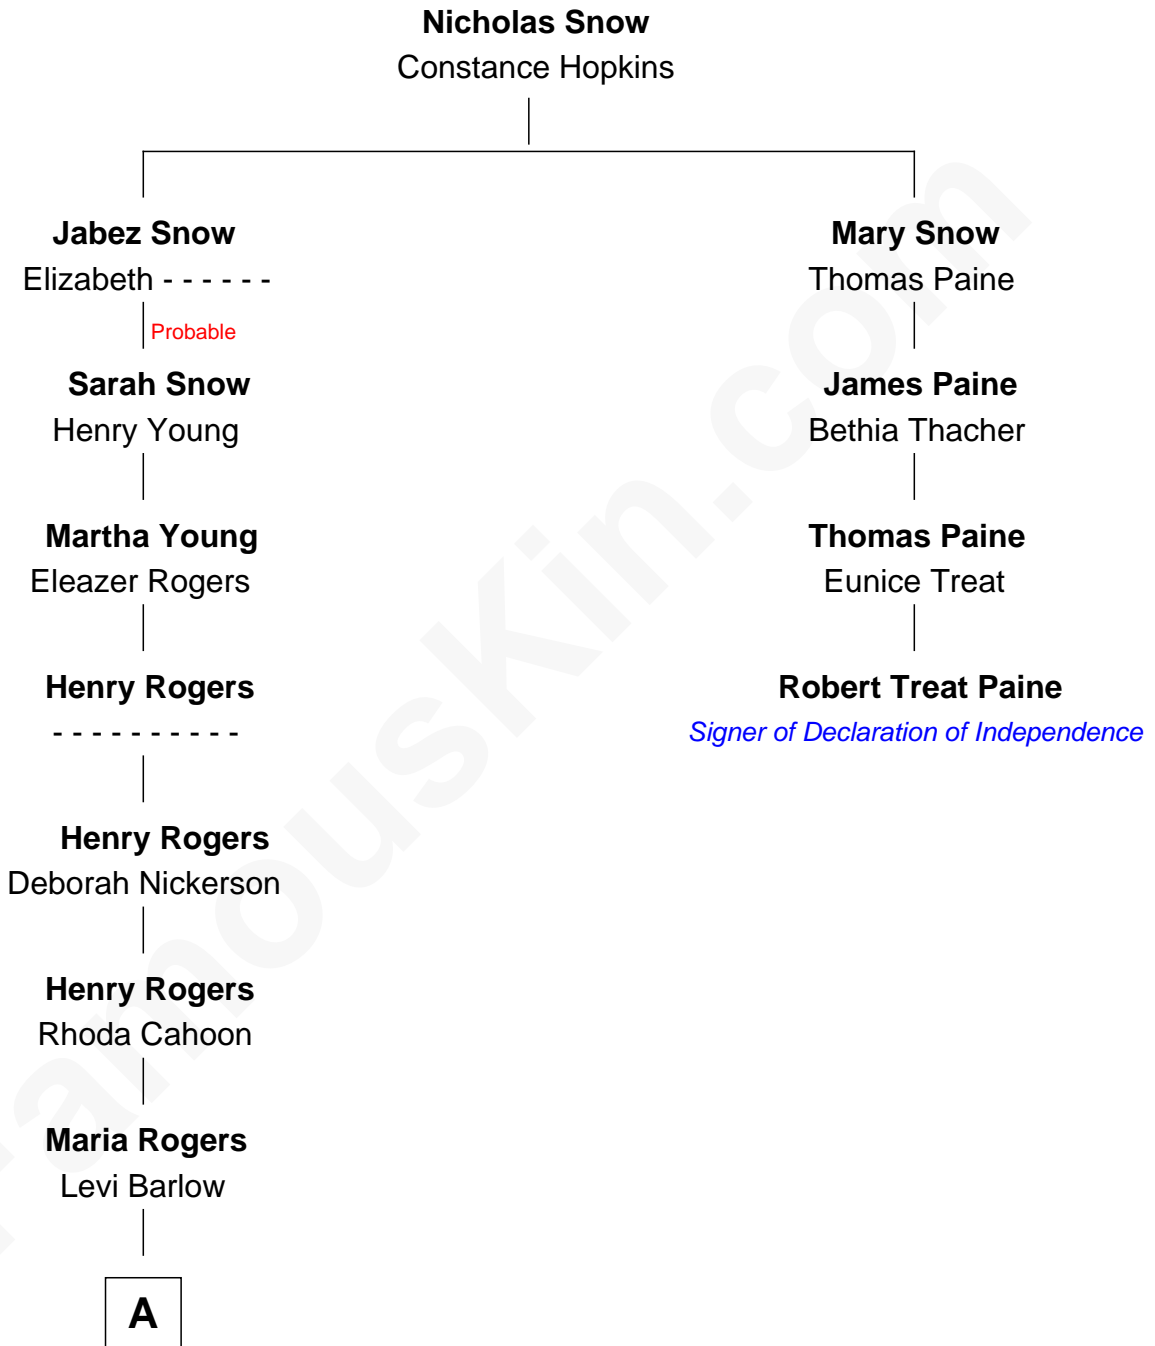 Nicholas Snow
Constance Hopkins
Jabez Snow
Elizabeth - - - - - -
Probable
Sarah Snow
Henry Young
Martha Young
Eleazer Rogers
Henry Rogers
- - - - - - - - - -
Henry Rogers
Deborah Nickerson
Henry Rogers
Rhoda Cahoon
Maria Rogers
Levi Barlow
A
Mary Snow
Thomas Paine
James Paine
Bethia Thacher
Thomas Paine
Eunice Treat
Robert Treat Paine
Signer of Declaration of Independence
FamousKin.com